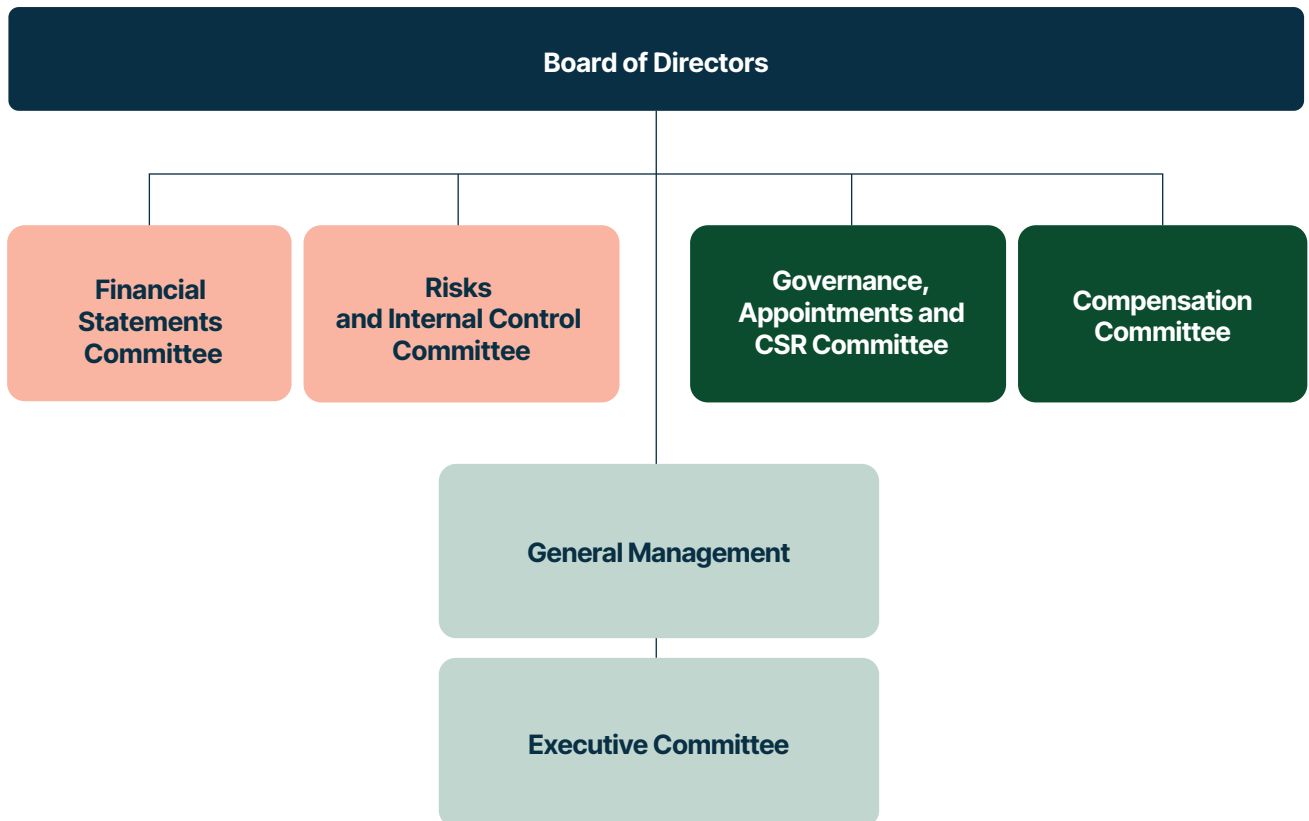 Board of Directors
Financial
Statements
Committee
Risks
and Internal Control
Committee
Governance,
Appointments and
CSR Committee
Compensation
Committee
General Management
Executive Committee